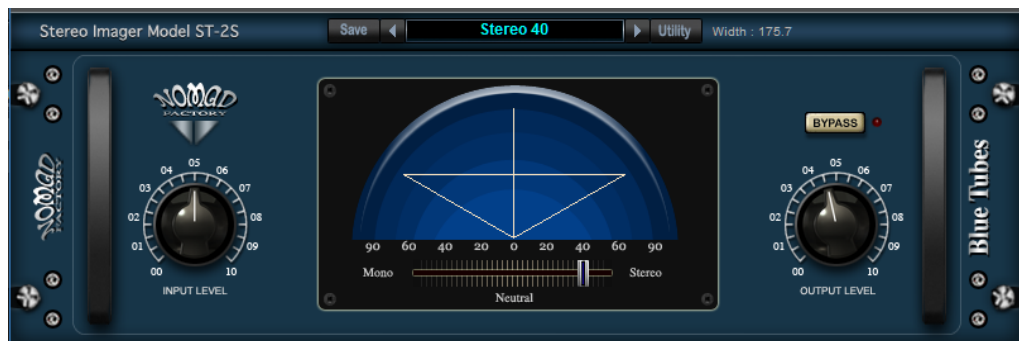 Stereo Imager Model ST-2S
Save
Stereo 40
Utility
Width : 175.7
NOMAD
FACTORY
NOMAD
FACTORY
00 01 02 03 04 05 06 07 08 09 10
INPUT LEVEL
90 60 40 20 0 20 40 60 90
Mono
Stereo
Neutral
BYPASS
00 01 02 03 04 05 06 07 08 09 10
OUTPUT LEVEL
Blue Tubes